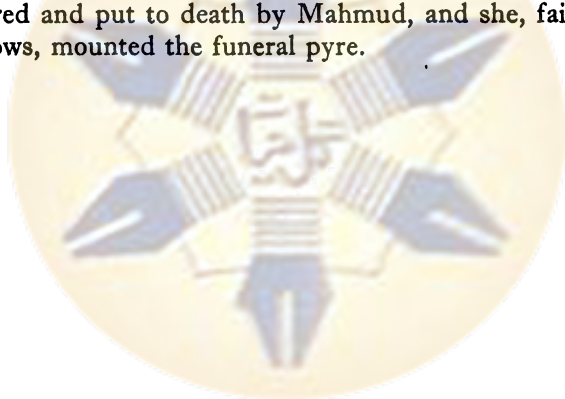 red and put to death by Mahmud, and she, fai
ows, mounted the funeral pyre.